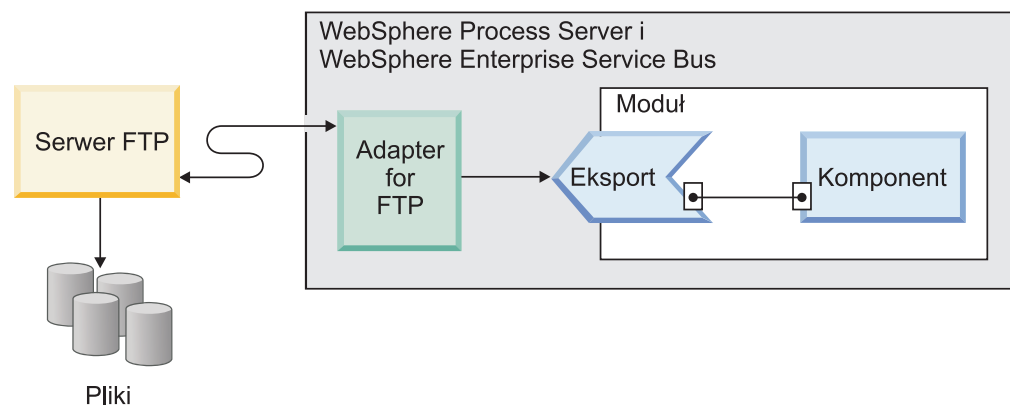 WebSphere Process Server i
WebSphere Enterprise Service Bus
Moduł
Serwer FTP
Adapter
for
FTP
Eksport
Komponent
Pliki